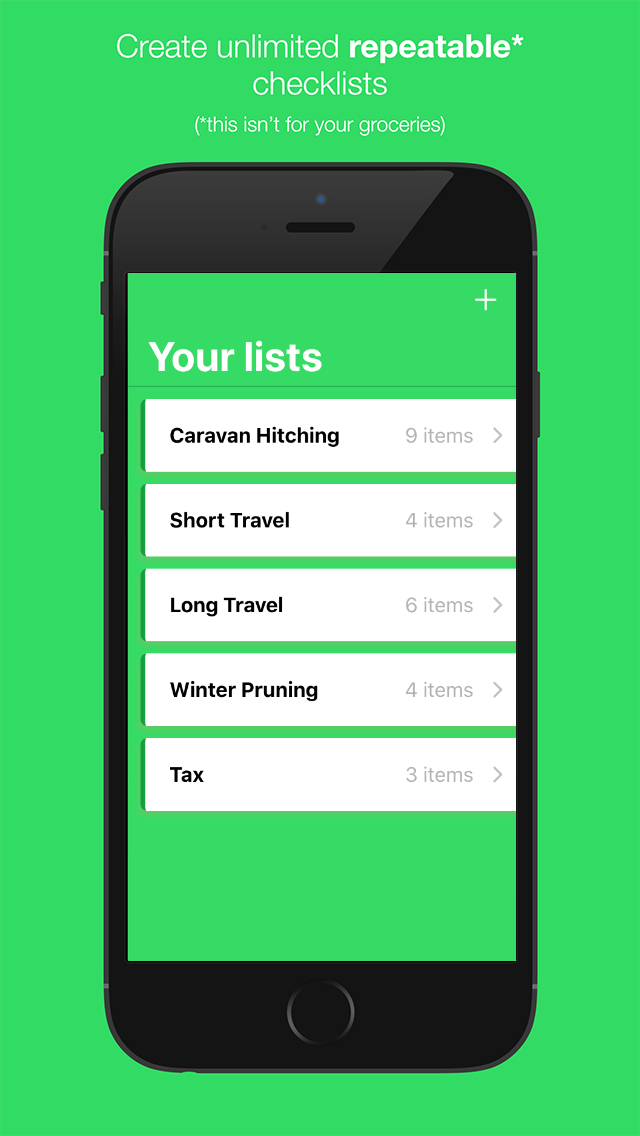 Create unlimited repeatable*
checklists
(*this isn’t for your groceries)
+
Your lists
Caravan Hitching 9 items
Short Travel 4 items
Long Travel 6 items
Winter Pruning 4 items
Tax 3 items